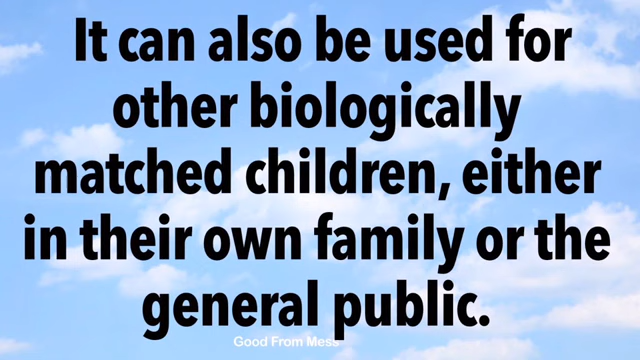 It can also be used for
other biologically
matched children, either
in their own family or the
general public.
Good From Mess